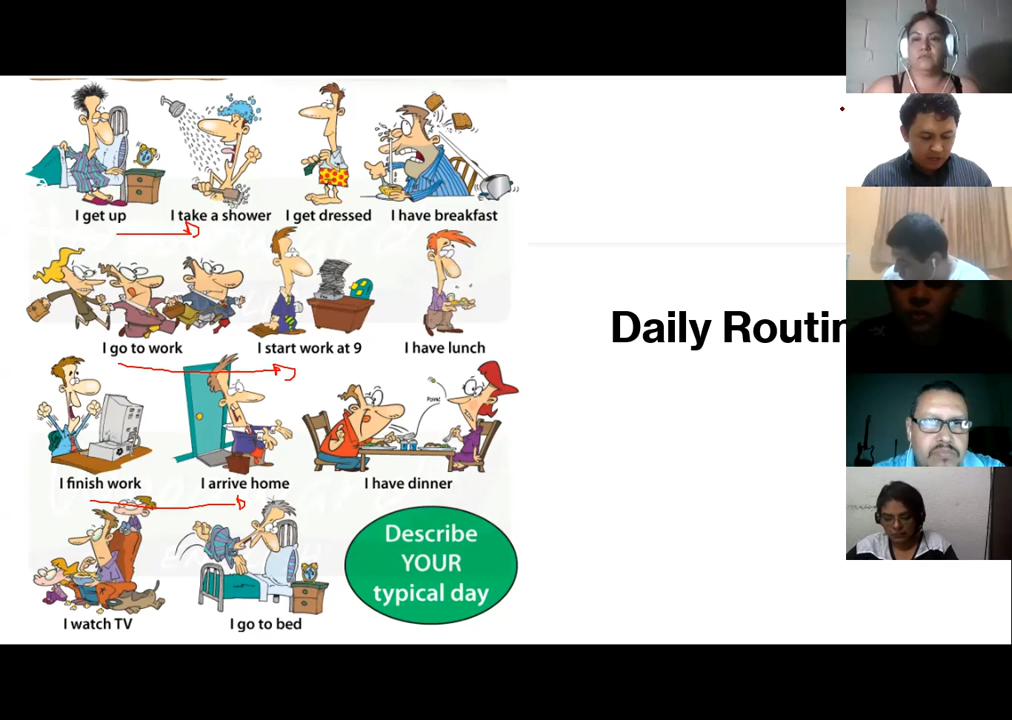 I get up
I take a shower
I get dressed
I have breakfast
I go to work
I start work at 9
I have lunch
I finish work
I arrive home
I have dinner
I watch TV
I go to bed
Describe
YOUR
typical day
Daily Routin